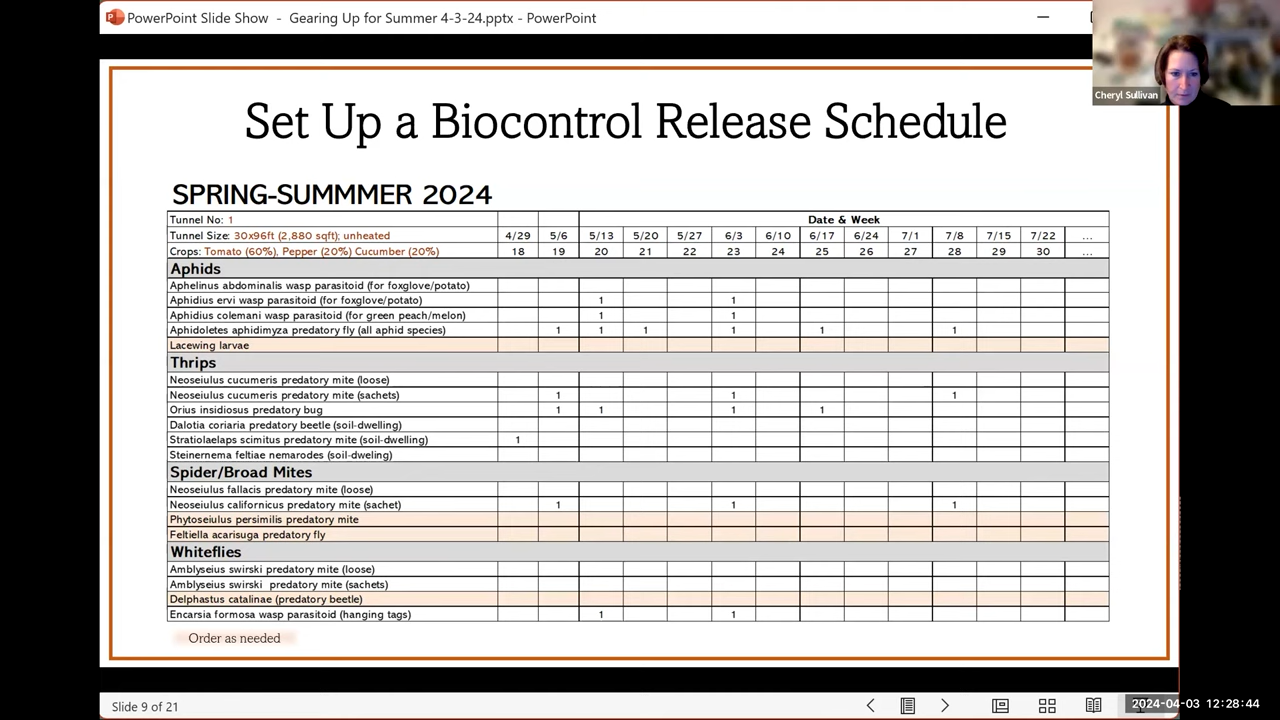 PowerPoint Slide Show - Gearing Up for Summer 4-3-24.pptx - PowerPoint
Cheryl Sullivan
Set Up a Biocontrol Release Schedule
SPRING-SUMMMER 2024
Tunnel No: 1 Date & Week
Tunnel Size: 30x96ft (2,880 sqft); unheated 4/29 5/6 5/13 5/20 5/27 6/3 6/10 6/17 6/24 7/1 7/8 7/15 7/22 ...
Crops: Tomato (60%), Pepper (20%) Cucumber (20%) 18 19 20 21 22 23 24 25 26 27 28 29 30 ...
Aphids
Aphelinus abdominalis wasp parasitoid (for foxglove/potato)
Aphidius ervi wasp parasitoid (for foxglove/potato) 1 1
Aphidius colemani wasp parasitoid (for green peach/melon) 1 1
Aphidoletes aphidimyza predatory fly (all aphid species) 1 1 1 1 1 1
Lacewing larvae
Thrips
Neoseiulus cucumeris predatory mite (loose)
Neoseiulus cucumeris predatory mite (sachets) 1 1 1
Orius insidiosus predatory bug 1 1 1 1
Dalotia coriaria predatory beetle (soil-dwelling)
Stratiolaelaps scimitus predatory mite (soil-dwelling) 1
Steinernema feltiae nemarodes (soil-dweling)
Spider/Broad Mites
Neoseiulus fallacis predatory mite (loose)
Neoseiulus californicus predatory mite (sachet) 1 1 1
Phytoseiulus persimilis predatory mite
Feltiella acarisuga predatory fly
Whiteflies
Amblyseius swirski predatory mite (loose)
Amblyseius swirski predatory mite (sachets)
Delphastus catalinae (predatory beetle)
Encarsia formosa wasp parasitoid (hanging tags) 1 1
Order as needed
Slide 9 of 21
2024-04-03 12:28:44